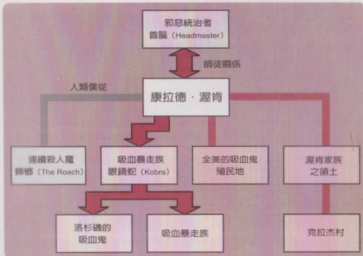 邪惡統治者
首腦（Headmaster）
師徒關係
人類僕從
康拉德・渥肯
連續殺人魔
蟑螂（The Roach）
吸血暴走族
眼鏡蛇（Kobra）
全美的吸血鬼
殖民地
渥肯家族
之領土
洛杉磯的
吸血鬼
吸血暴走族
克拉杰村